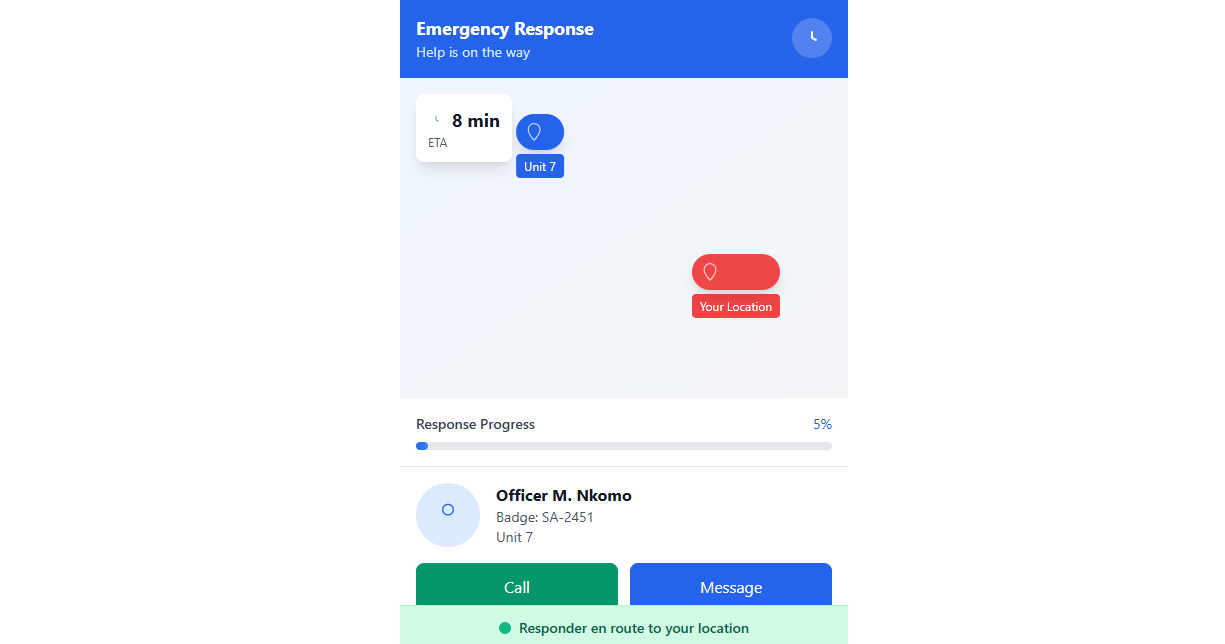 Emergency Response
Help is on the way
8 min
ETA
Unit 7
Your Location
Response Progress
5%
Officer M. Nkomo
Badge: SA-2451
Unit 7
Call
Message
Responder en route to your location